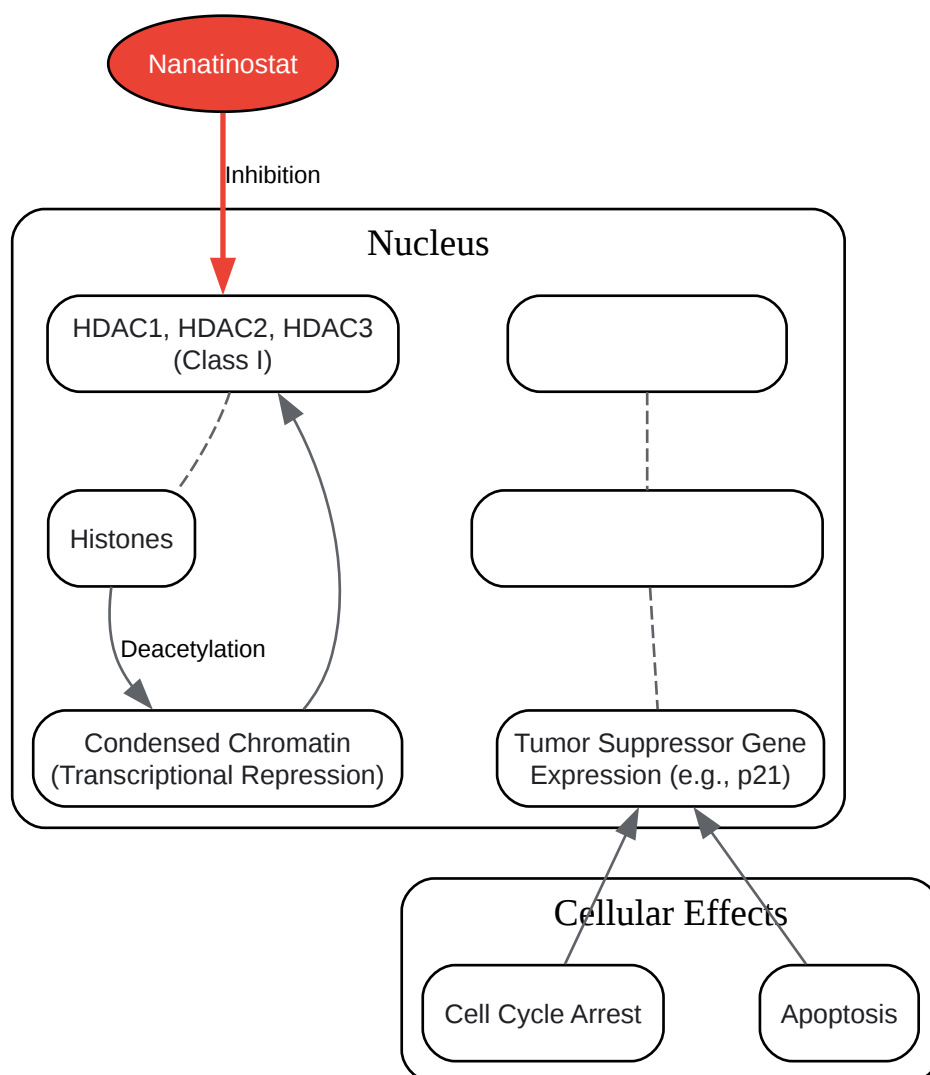 Nanatinostat
Inhibition
Nucleus
HDAC1, HDAC2, HDAC3
(Class I)
Histones
Deacetylation
Condensed Chromatin
(Transcriptional Repression)
Tumor Suppressor Gene
Expression (e.g., p21)
Cellular Effects
Cell Cycle Arrest
Apoptosis